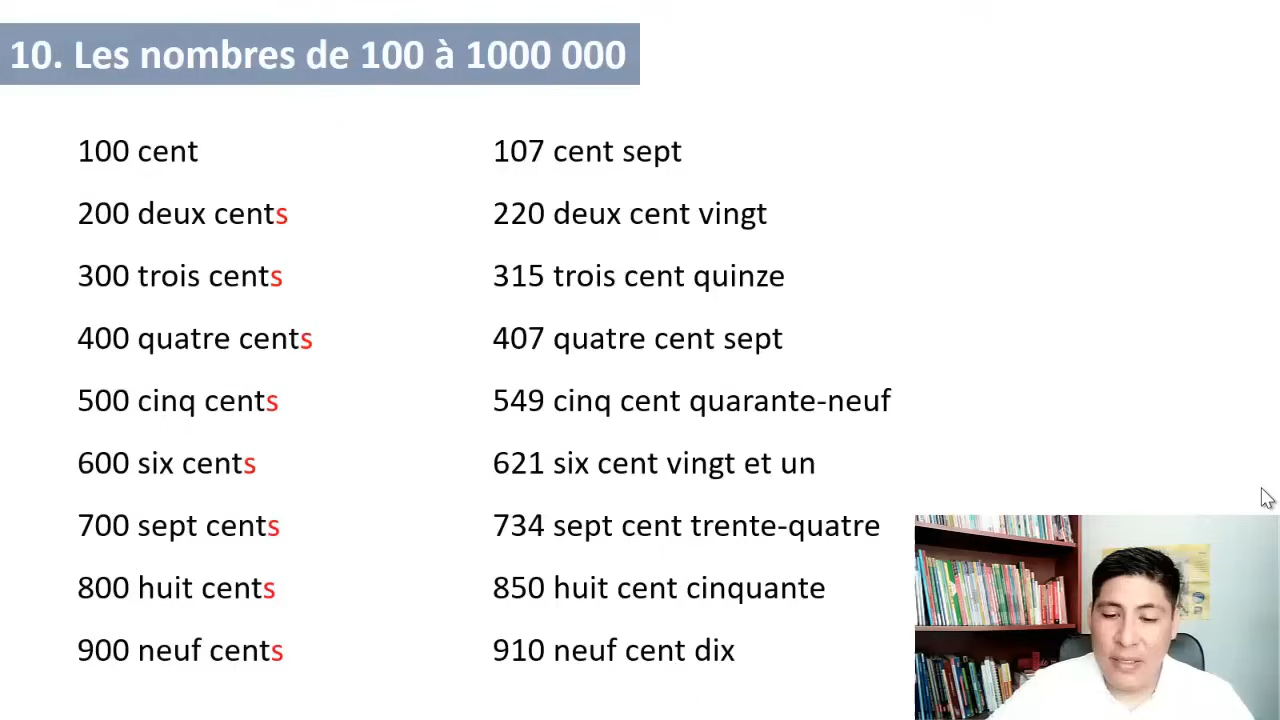 10. Les nombres de 100 à 1000 000
100 cent
200 deux cents
300 trois cents
400 quatre cents
500 cinq cents
600 six cents
700 sept cents
800 huit cents
900 neuf cents
107 cent sept
220 deux cent vingt
315 trois cent quinze
407 quatre cent sept
549 cinq cent quarante-neuf
621 six cent vingt et un
734 sept cent trente-quatre
850 huit cent cinquante
910 neuf cent dix